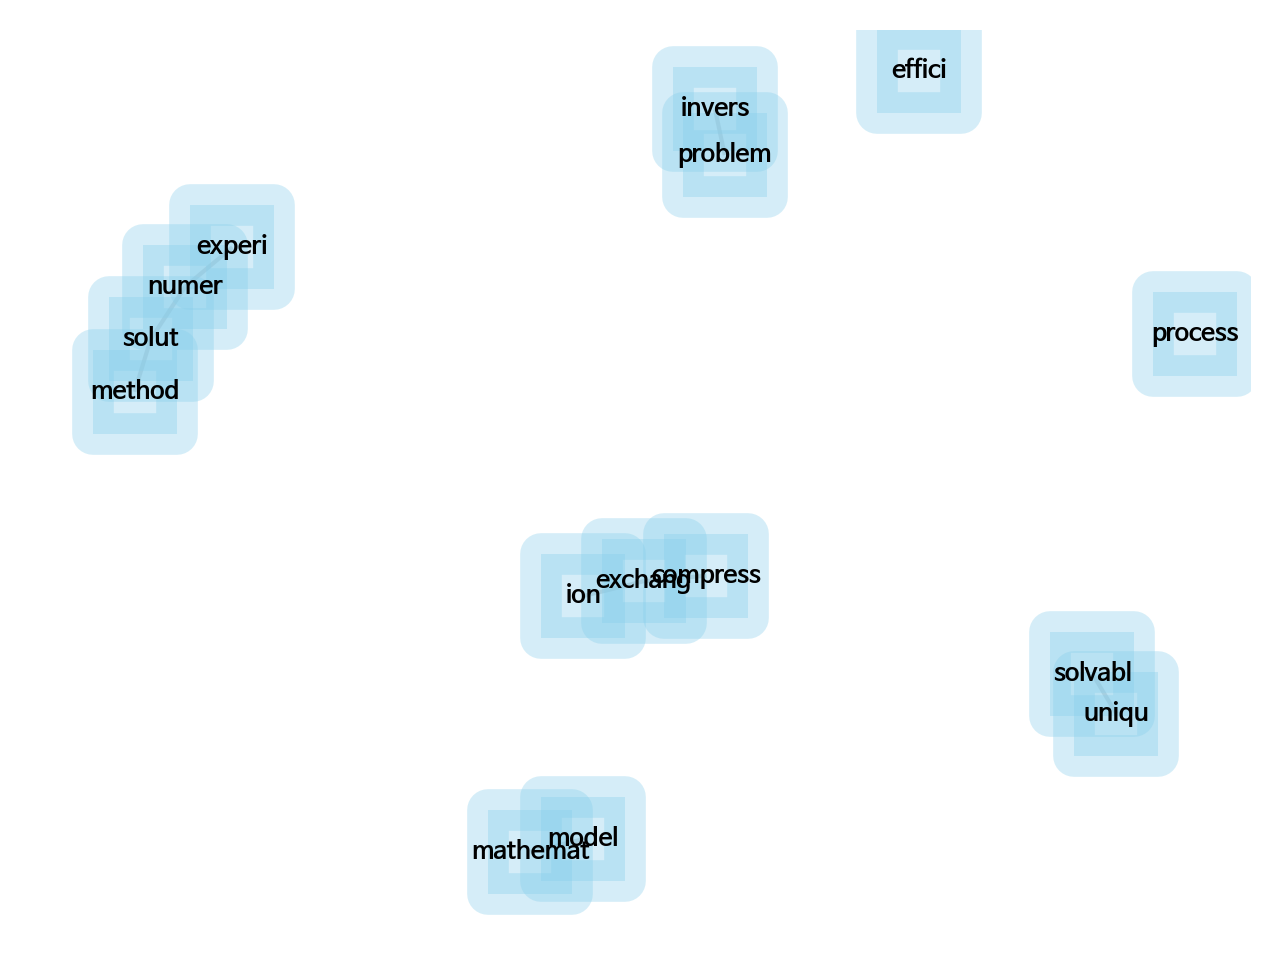 effici
invers
problem
experi
numer
process
solut
method
compress
exchang
ion
solvabl
uniqu
model
mathemat